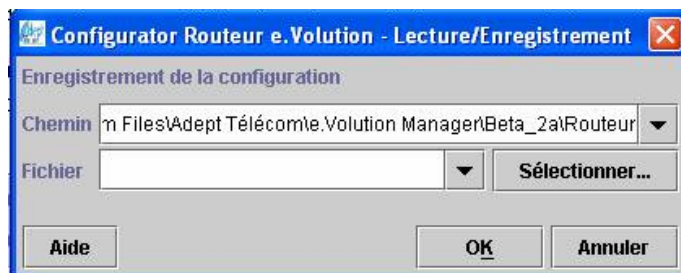 Configurator Routeur e.Volution - Lecture/Enregistrement
Enregistrement de la configuration
Chemin m Files\Adept Télécom\e.Volution Manager\Beta_2a\Routeur
Fichier Sélectionner...
Aide OK Annuler